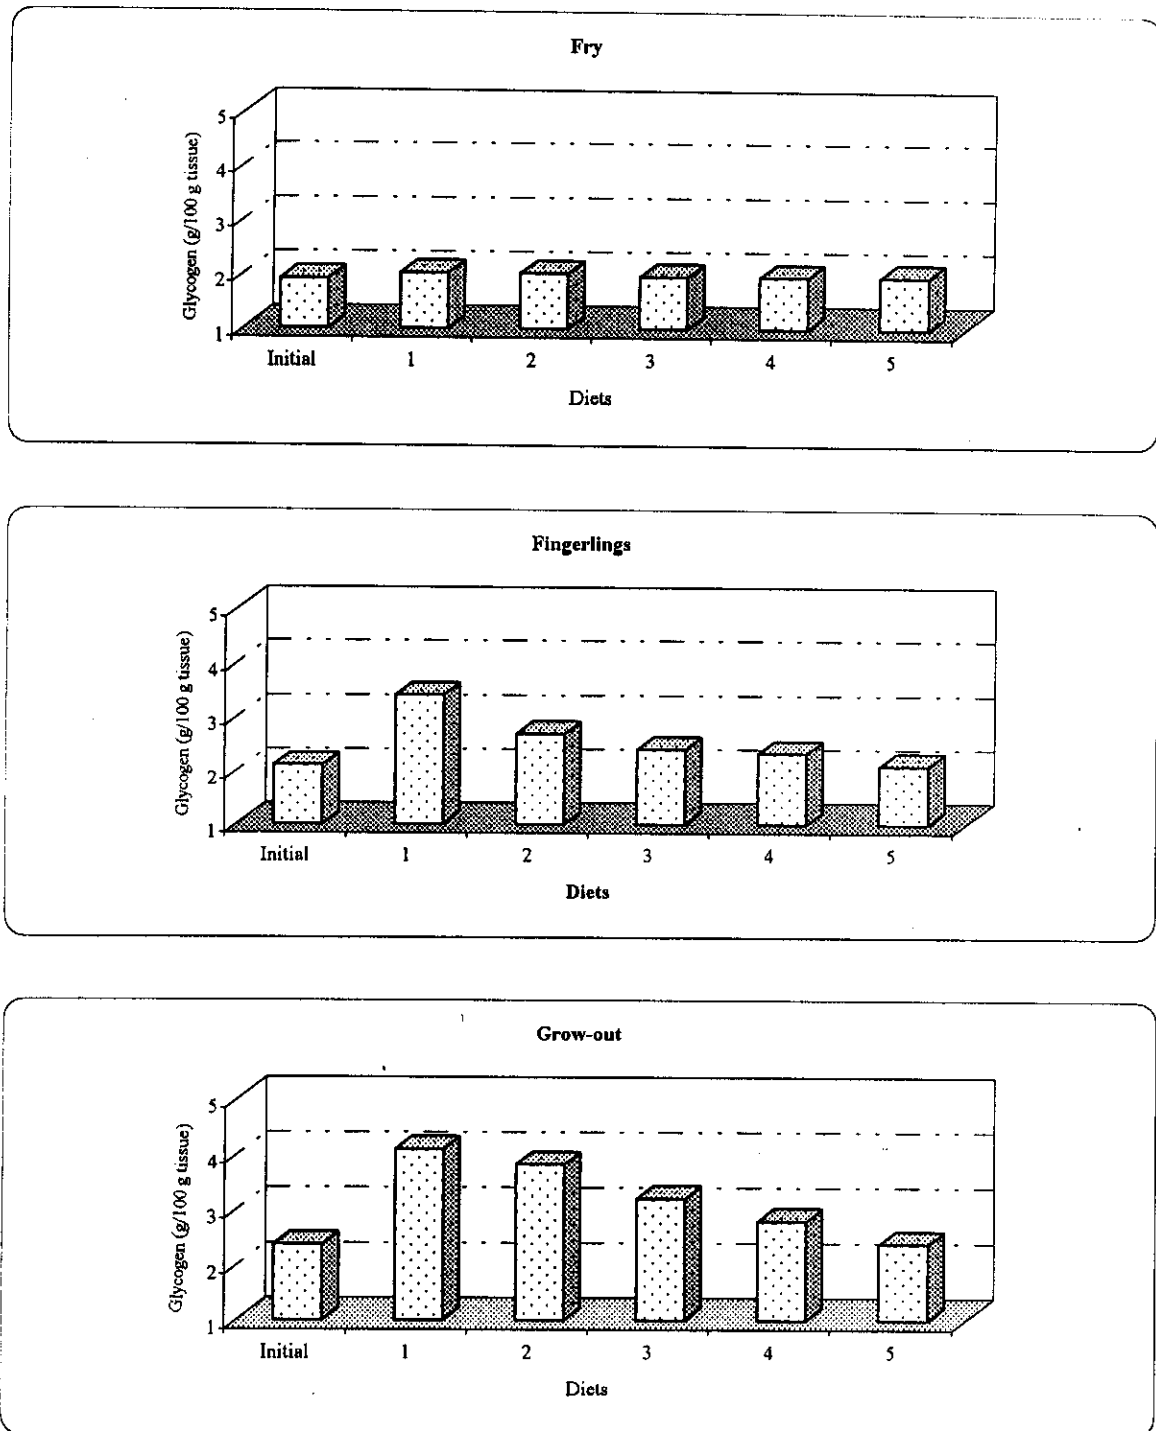 Fry
Glycogen (g/100 g tissue)
5
4
3
2
1
Initial 1 2 3 4 5
Diets
Fingerlings
Glycogen (g/100 g tissue)
5
4
3
2
1
Initial 1 2 3 4 5
Diets
Grow-out
Glycogen (g/100 g tissue)
5
4
3
2
1
Initial 1 2 3 4 5
Diets